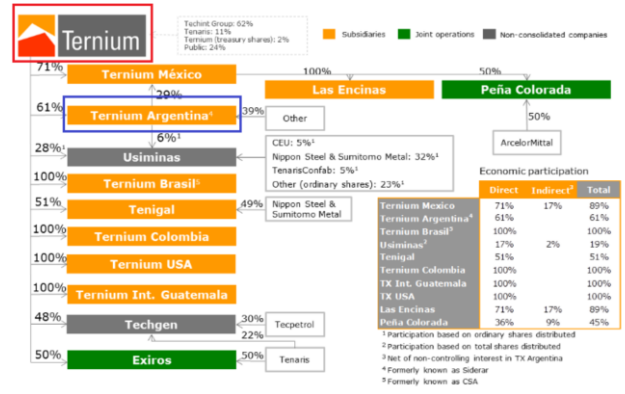 Ternium
Techint Group: 62%
Tenaris: 11%
Ternium (treasury shares): 2%
Public: 24%
Subsidiaries
Joint operations
Non-consolidated companies
71%
Ternium México
100%
Las Encinas
50%
Peña Colorada
29%
61%
Ternium Argentina⁴
39%
Other
50%
ArcelorMittal
6%¹
28%¹
Usiminas
CEU: 5%¹
Nippon Steel & Sumitomo Metal: 32%¹
TenarisConfab: 5%¹
Other (ordinary shares): 23%¹
100%
Ternium Brasil⁵
51%
Tenigal
49%
Nippon Steel &
Sumitomo Metal
100%
Ternium Colombia
100%
Ternium USA
100%
Ternium Int. Guatemala
48%
Techgen
30%
Tecpetrol
22%
50%
Exiros
50%
Tenaris
Economic participation
Direct Indirect² Total
Ternium Mexico 71% 17% 89%
Ternium Argentina⁴ 61% 61%
Ternium Brasil⁵ 100% 100%
Usiminas² 17% 2% 19%
Tenigal 51% 51%
Ternium Colombia 100% 100%
TX Int. Guatemala 100% 100%
TX USA 100% 100%
Las Encinas 71% 17% 89%
Peña Colorada 36% 9% 45%
¹ Participation based on ordinary shares distributed
² Participation based on total shares distributed
³ Net of non-controlling interest in TX Argentina
⁴ Formerly known as Siderar
⁵ Formerly known as CSA